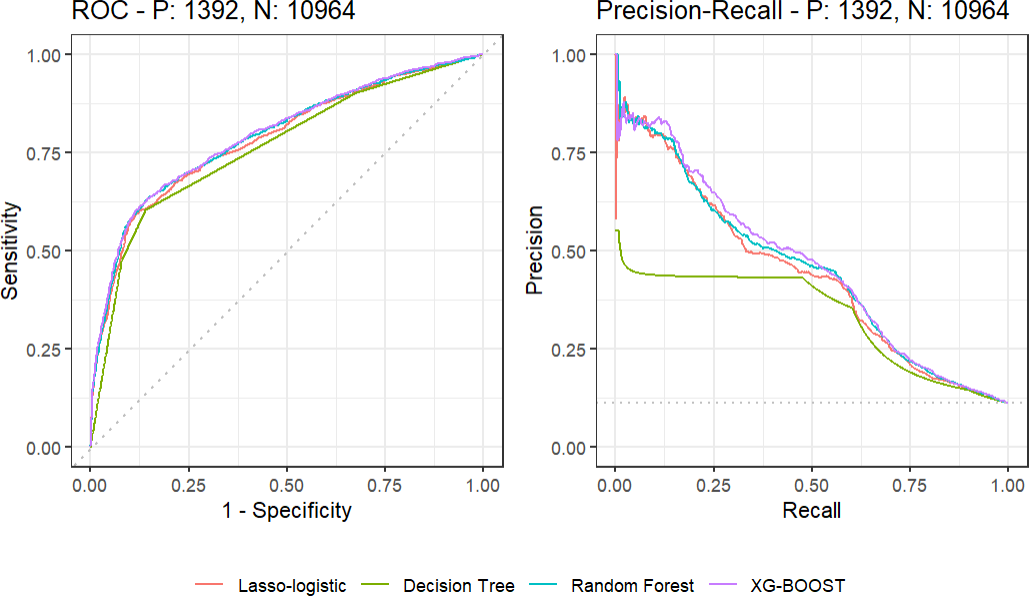 ROC - P: 1392, N: 10964
Sensitivity
1.00
0.75
0.50
0.25
0.00
0.00 0.25 0.50 0.75 1.00
1 - Specificity
Precision-Recall - P: 1392, N: 10964
Precision
1.00
0.75
0.50
0.25
0.00
0.00 0.25 0.50 0.75 1.00
Recall
Lasso-logistic Decision Tree Random Forest XG-BOOST